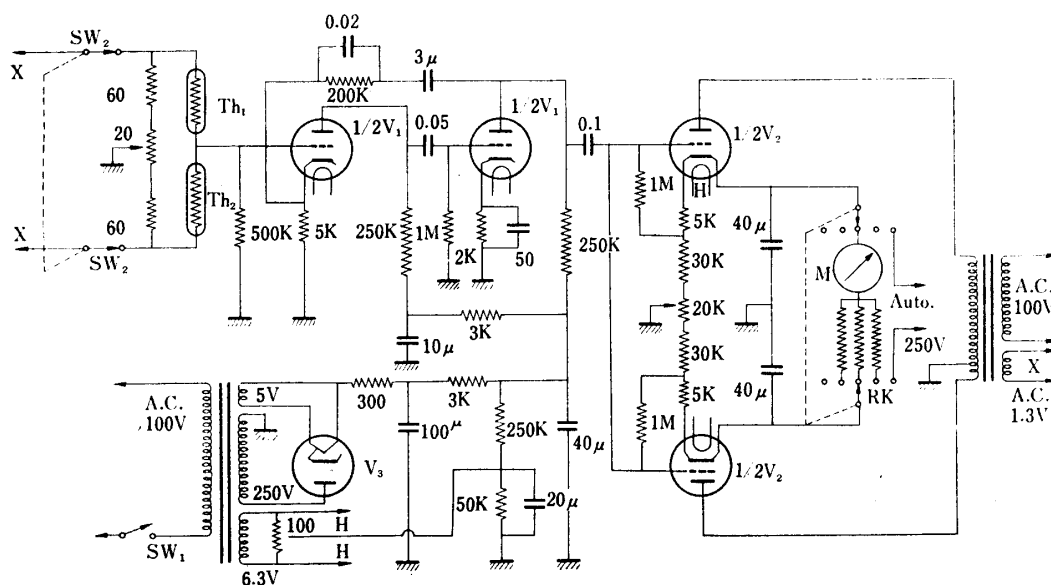 SW₂
X
60
20
60
X
SW₂
Th₁
Th₂
0.02
200K
3μ
1/2V₁
0.05
1/2V₁
500K
5K
250K
1M
2K
50
250K
10μ
3K
0.1
1/2V₂
1M
H
5K
30K
20K
30K
5K
1M
1/2V₂
40μ
40μ
M
Auto.
250V
RK
A.C.
100V
X
A.C.
1.3V
A.C.
100V
SW₁
5V
250V
6.3V
V₃
100
H
H
300
100μ
3K
250K
50K
20μ
40μ